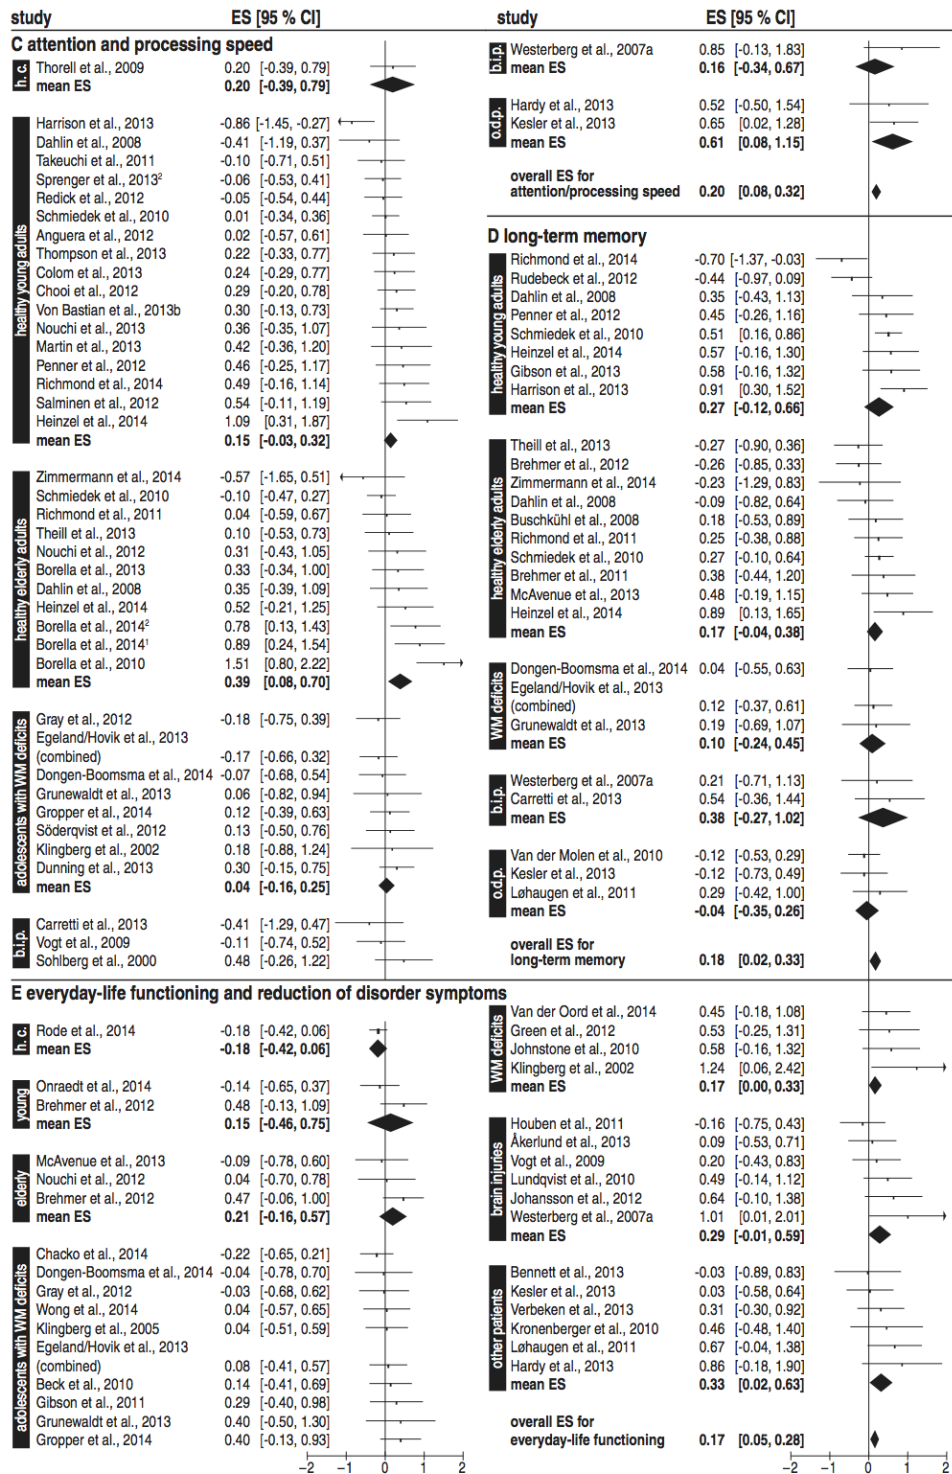 study ES [95 % CI]
C attention and processing speed
h. c.
Thorell et al., 2009 0.20 [-0.39, 0.79]
mean ES 0.20 [-0.39, 0.79]
healthy young adults
Harrison et al., 2013 -0.86 [-1.45, -0.27]
Dahlin et al., 2008 -0.41 [-1.19, 0.37]
Takeuchi et al., 2011 -0.10 [-0.71, 0.51]
Sprenger et al., 2013² -0.06 [-0.53, 0.41]
Redick et al., 2012 -0.05 [-0.54, 0.44]
Schmiedek et al., 2010 0.01 [-0.34, 0.36]
Anguera et al., 2012 0.02 [-0.57, 0.61]
Thompson et al., 2013 0.22 [-0.33, 0.77]
Colom et al., 2013 0.24 [-0.29, 0.77]
Chooi et al., 2012 0.29 [-0.20, 0.78]
Von Bastian et al., 2013b 0.30 [-0.13, 0.73]
Nouchi et al., 2013 0.36 [-0.35, 1.07]
Martin et al., 2013 0.42 [-0.36, 1.20]
Penner et al., 2012 0.46 [-0.25, 1.17]
Richmond et al., 2014 0.49 [-0.16, 1.14]
Salminen et al., 2012 0.54 [-0.11, 1.19]
Heinzel et al., 2014 1.09 [0.31, 1.87]
mean ES 0.15 [-0.03, 0.32]
healthy elderly adults
Zimmermann et al., 2014 -0.57 [-1.65, 0.51]
Schmiedek et al., 2010 -0.10 [-0.47, 0.27]
Richmond et al., 2011 0.04 [-0.59, 0.67]
Theill et al., 2013 0.10 [-0.53, 0.73]
Nouchi et al., 2012 0.31 [-0.43, 1.05]
Borella et al., 2013 0.33 [-0.34, 1.00]
Dahlin et al., 2008 0.35 [-0.39, 1.09]
Heinzel et al., 2014 0.52 [-0.21, 1.25]
Borella et al., 2014² 0.78 [0.13, 1.43]
Borella et al., 2014¹ 0.89 [0.24, 1.54]
Borella et al., 2010 1.51 [0.80, 2.22]
mean ES 0.39 [0.08, 0.70]
adolescents with WM deficits
Gray et al., 2012 -0.18 [-0.75, 0.39]
Egeland/Hovik et al., 2013
(combined) -0.17 [-0.66, 0.32]
Dongen-Boomsma et al., 2014 -0.07 [-0.68, 0.54]
Grunewaldt et al., 2013 0.06 [-0.82, 0.94]
Gropper et al., 2014 0.12 [-0.39, 0.63]
Söderqvist et al., 2012 0.13 [-0.50, 0.76]
Klingberg et al., 2002 0.18 [-0.88, 1.24]
Dunning et al., 2013 0.30 [-0.15, 0.75]
mean ES 0.04 [-0.16, 0.25]
b.i.p.
Carretti et al., 2013 -0.41 [-1.29, 0.47]
Vogt et al., 2009 -0.11 [-0.74, 0.52]
Sohlberg et al., 2000 0.48 [-0.26, 1.22]
study ES [95 % CI]
b.i.p.
Westerberg et al., 2007a 0.85 [-0.13, 1.83]
mean ES 0.16 [-0.34, 0.67]
o.d.p.
Hardy et al., 2013 0.52 [-0.50, 1.54]
Kesler et al., 2013 0.65 [0.02, 1.28]
mean ES 0.61 [0.08, 1.15]
overall ES for
attention/processing speed 0.20 [0.08, 0.32]
D long-term memory
healthy young adults
Richmond et al., 2014 -0.70 [-1.37, -0.03]
Rudebeck et al., 2012 -0.44 [-0.97, 0.09]
Dahlin et al., 2008 0.35 [-0.43, 1.13]
Penner et al., 2012 0.45 [-0.26, 1.16]
Schmiedek et al., 2010 0.51 [0.16, 0.86]
Heinzel et al., 2014 0.57 [-0.16, 1.30]
Gibson et al., 2013 0.58 [-0.16, 1.32]
Harrison et al., 2013 0.91 [0.30, 1.52]
mean ES 0.27 [-0.12, 0.66]
healthy elderly adults
Theill et al., 2013 -0.27 [-0.90, 0.36]
Brehmer et al., 2012 -0.26 [-0.85, 0.33]
Zimmermann et al., 2014 -0.23 [-1.29, 0.83]
Dahlin et al., 2008 -0.09 [-0.82, 0.64]
Buschkühl et al., 2008 0.18 [-0.53, 0.89]
Richmond et al., 2011 0.25 [-0.38, 0.88]
Schmiedek et al., 2010 0.27 [-0.10, 0.64]
Brehmer et al., 2011 0.38 [-0.44, 1.20]
McAvenue et al., 2013 0.48 [-0.19, 1.15]
Heinzel et al., 2014 0.89 [0.13, 1.65]
mean ES 0.17 [-0.04, 0.38]
WM deficits
Dongen-Boomsma et al., 2014 0.04 [-0.55, 0.63]
Egeland/Hovik et al., 2013
(combined) 0.12 [-0.37, 0.61]
Grunewaldt et al., 2013 0.19 [-0.69, 1.07]
mean ES 0.10 [-0.24, 0.45]
b.i.p.
Westerberg et al., 2007a 0.21 [-0.71, 1.13]
Carretti et al., 2013 0.54 [-0.36, 1.44]
mean ES 0.38 [-0.27, 1.02]
o.d.p.
Van der Molen et al., 2010 -0.12 [-0.53, 0.29]
Kesler et al., 2013 -0.12 [-0.73, 0.49]
Løhaugen et al., 2011 0.29 [-0.42, 1.00]
mean ES -0.04 [-0.35, 0.26]
overall ES for
long-term memory 0.18 [0.02, 0.33]
E everyday-life functioning and reduction of disorder symptoms
h. c.
Rode et al., 2014 -0.18 [-0.42, 0.06]
mean ES -0.18 [-0.42, 0.06]
young
Onraedt et al., 2014 -0.14 [-0.65, 0.37]
Brehmer et al., 2012 0.48 [-0.13, 1.09]
mean ES 0.15 [-0.46, 0.75]
elderly
McAvenue et al., 2013 -0.09 [-0.78, 0.60]
Nouchi et al., 2012 0.04 [-0.70, 0.78]
Brehmer et al., 2012 0.47 [-0.06, 1.00]
mean ES 0.21 [-0.16, 0.57]
adolescents with WM deficits
Chacko et al., 2014 -0.22 [-0.65, 0.21]
Dongen-Boomsma et al., 2014 -0.04 [-0.78, 0.70]
Gray et al., 2012 -0.03 [-0.68, 0.62]
Wong et al., 2014 0.04 [-0.57, 0.65]
Klingberg et al., 2005 0.04 [-0.51, 0.59]
Egeland/Hovik et al., 2013
(combined) 0.08 [-0.41, 0.57]
Beck et al., 2010 0.14 [-0.41, 0.69]
Gibson et al., 2011 0.29 [-0.40, 0.98]
Grunewaldt et al., 2013 0.40 [-0.50, 1.30]
Gropper et al., 2014 0.40 [-0.13, 0.93]
-2 -1 0 1 2
WM deficits
Van der Oord et al., 2014 0.45 [-0.18, 1.08]
Green et al., 2012 0.53 [-0.25, 1.31]
Johnstone et al., 2010 0.58 [-0.16, 1.32]
Klingberg et al., 2002 1.24 [0.06, 2.42]
mean ES 0.17 [0.00, 0.33]
brain injuries
Houben et al., 2011 -0.16 [-0.75, 0.43]
Åkerlund et al., 2013 0.09 [-0.53, 0.71]
Vogt et al., 2009 0.20 [-0.43, 0.83]
Lundqvist et al., 2010 0.49 [-0.14, 1.12]
Johansson et al., 2012 0.64 [-0.10, 1.38]
Westerberg et al., 2007a 1.01 [0.01, 2.01]
mean ES 0.29 [-0.01, 0.59]
other patients
Bennett et al., 2013 -0.03 [-0.89, 0.83]
Kesler et al., 2013 0.03 [-0.58, 0.64]
Verbeken et al., 2013 0.31 [-0.30, 0.92]
Kronenberger et al., 2010 0.46 [-0.48, 1.40]
Løhaugen et al., 2011 0.67 [-0.04, 1.38]
Hardy et al., 2013 0.86 [-0.18, 1.90]
mean ES 0.33 [0.02, 0.63]
overall ES for
everyday-life functioning 0.17 [0.05, 0.28]
-2 -1 0 1 2